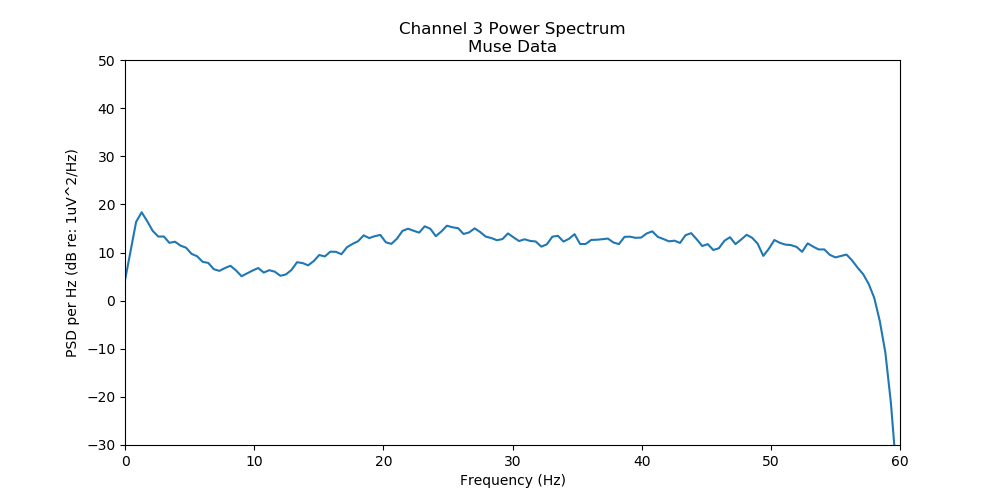 Channel 3 Power Spectrum
Muse Data
50
40
30
20
10
0
−10
−20
−30
PSD per Hz (dB re: 1uV^2/Hz)
0 10 20 30 40 50 60
Frequency (Hz)